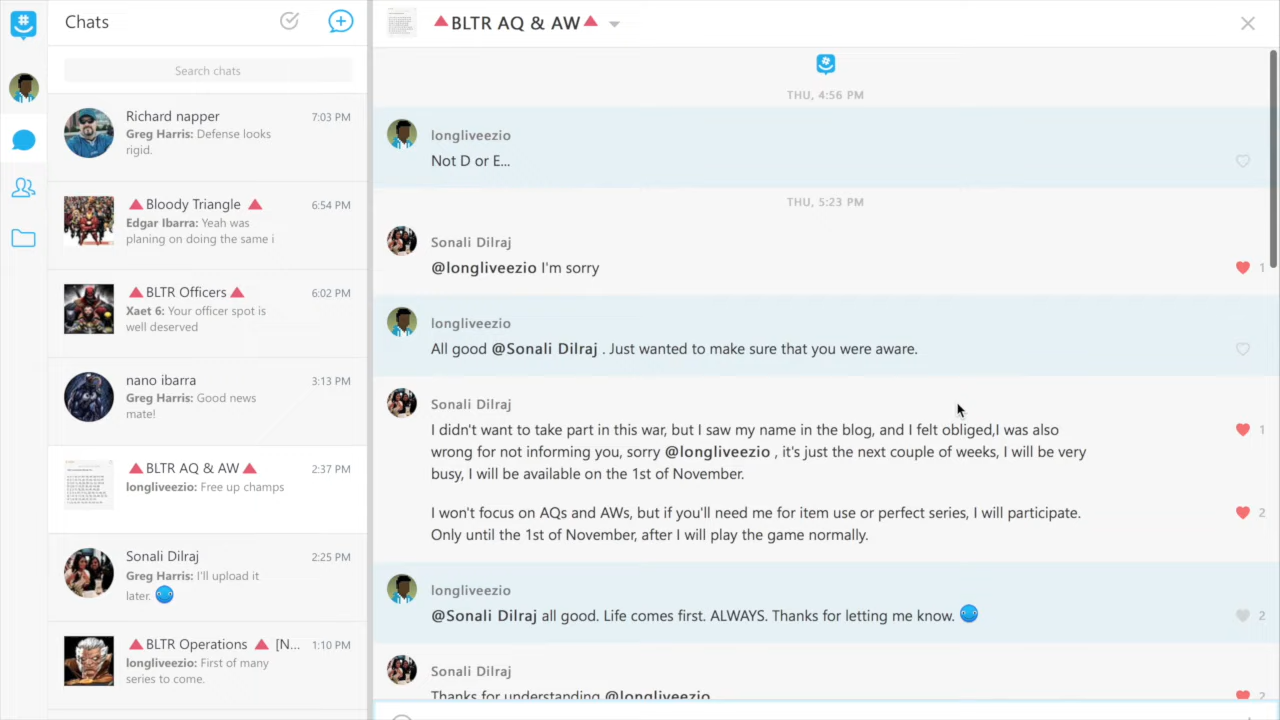 Chats
Search chats
Richard napper
7:03 PM
Greg Harris: Defense looks
rigid.
🔺Bloody Triangle 🔺
6:54 PM
Edgar Ibarra: Yeah was
planing on doing the same i
🔺BLTR Officers🔺
6:02 PM
Xaet 6: Your officer spot is
well deserved
nano ibarra
3:13 PM
Greg Harris: Good news
mate!
🔺BLTR AQ & AW🔺
2:37 PM
longliveezio: Free up champs
Sonali Dilraj
2:25 PM
Greg Harris: I'll upload it
later.
🔺BLTR Operations 🔺 [N...
1:10 PM
longliveezio: First of many
series to come.
🔺BLTR AQ & AW🔺
THU, 4:56 PM
longliveezio
Not D or E...
THU, 5:23 PM
Sonali Dilraj
@longliveezio I'm sorry
1
longliveezio
All good @Sonali Dilraj . Just wanted to make sure that you were aware.
Sonali Dilraj
I didn't want to take part in this war, but I saw my name in the blog, and I felt obliged,I was also
1
wrong for not informing you, sorry @longliveezio , it's just the next couple of weeks, I will be very
busy, I will be available on the 1st of November.
I won't focus on AQs and AWs, but if you'll need me for item use or perfect series, I will participate.
2
Only until the 1st of November, after I will play the game normally.
longliveezio
@Sonali Dilraj all good. Life comes first. ALWAYS. Thanks for letting me know.
2
Sonali Dilraj
Thanks for understanding @longliveezio
2